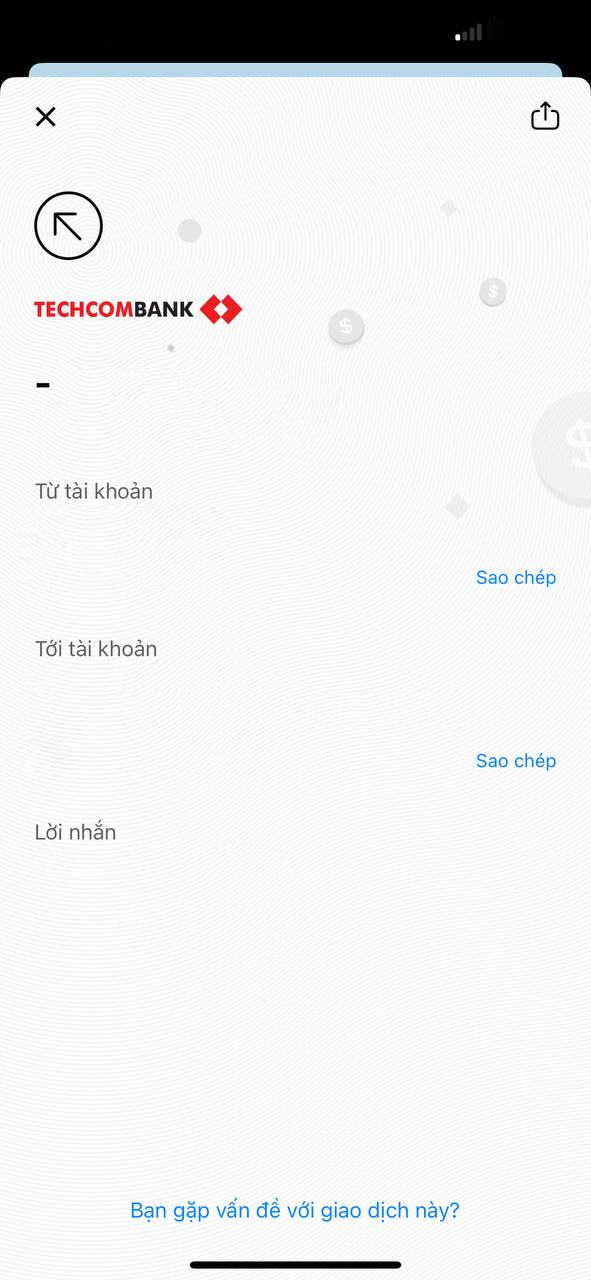 TECHCOMBANK
-
Từ tài khoản
Sao chép
Tới tài khoản
Sao chép
Lời nhắn
Bạn gặp vấn đề với giao dịch này?